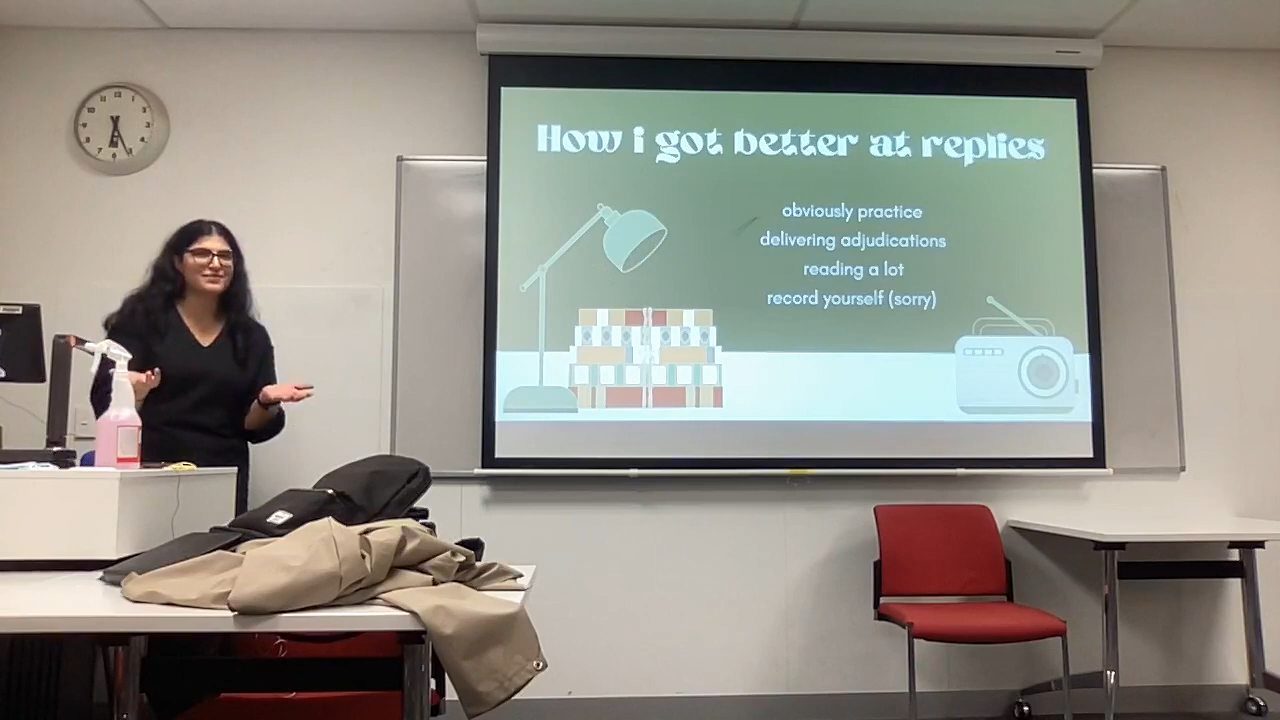 How i got better at replies
obviously practice
delivering adjudications
reading a lot
record yourself (sorry)